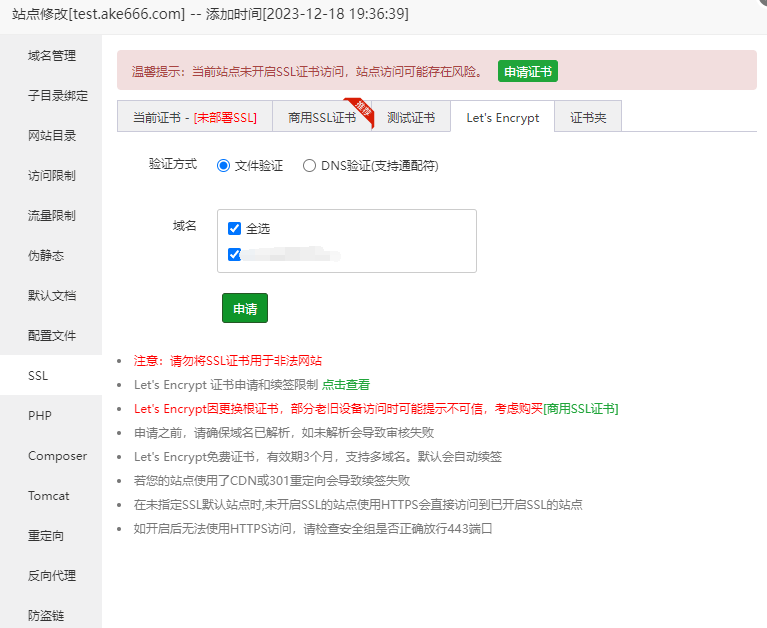 站点修改[test.ake666.com] -- 添加时间[2023-12-18 19:36:39]
域名管理
子目录绑定
网站目录
访问限制
流量限制
伪静态
默认文档
配置文件
SSL
PHP
Composer
Tomcat
重定向
反向代理
防盗链
温馨提示：当前站点未开启SSL证书访问，站点访问可能存在风险。 申请证书
当前证书 - [未部署SSL] 商用SSL证书 推荐 测试证书 Let's Encrypt 证书夹
验证方式 文件验证 DNS验证(支持通配符)
域名 全选
申请
注意：请勿将SSL证书用于非法网站
Let's Encrypt 证书申请和续签限制 点击查看
Let's Encrypt因更换根证书，部分老旧设备访问时可能提示不可信，考虑购买[商用SSL证书]
申请之前，请确保域名已解析，如未解析会导致审核失败
Let's Encrypt免费证书，有效期3个月，支持多域名。默认会自动续签
若您的站点使用了CDN或301重定向会导致续签失败
在未指定SSL默认站点时,未开启SSL的站点使用HTTPS会直接访问到已开启SSL的站点
如开启后无法使用HTTPS访问，请检查安全组是否正确放行443端口